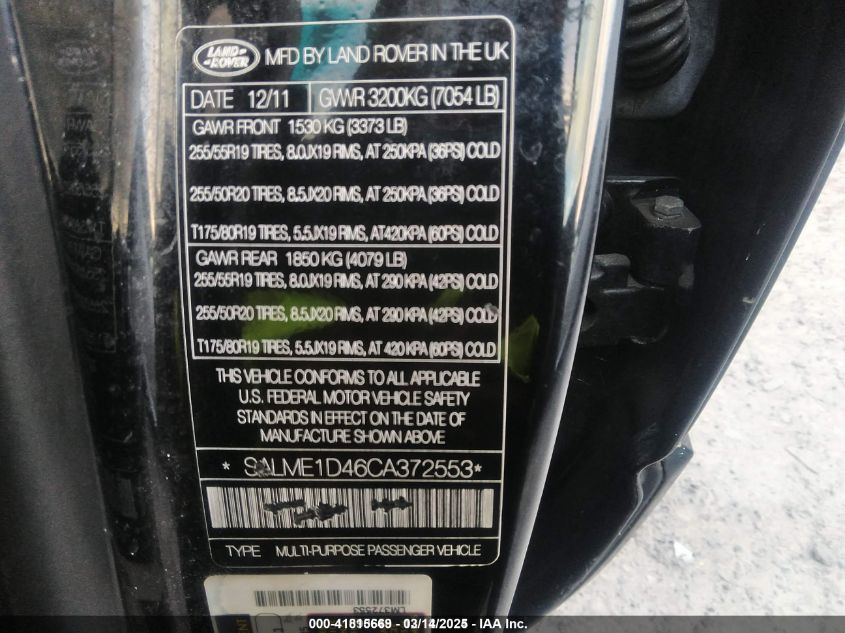 LAND ROVER MFD BY LAND ROVER IN THE UK
DATE 12/11 GVWR 3200KG (7054 LB)
GAWR FRONT 1530 KG (3373 LB)
255/55R19 TIRES, 8.0JX19 RIMS, AT 250KPA (36PSI) COLD
255/50R20 TIRES, 8.5JX20 RIMS, AT 250KPA (36PSI) COLD
T175/80R19 TIRES, 5.5JX19 RIMS, AT420KPA (60PSI) COLD
GAWR REAR 1850 KG (4079 LB)
255/55R19 TIRES, 8.0JX19 RIMS, AT 290 KPA (42PSI) COLD
255/50R20 TIRES, 8.5JX20 RIMS, AT 290 KPA (42PSI) COLD
T175/80R19 TIRES, 5.5JX19 RIMS, AT 420 KPA (60PSI) COLD
THIS VEHICLE CONFORMS TO ALL APPLICABLE
U.S. FEDERAL MOTOR VEHICLE SAFETY
STANDARDS IN EFFECT ON THE DATE OF
MANUFACTURE SHOWN ABOVE
* SALME1D46CA372553*
TYPE MULTI-PURPOSE PASSENGER VEHICLE
LM372553
000-41815669 - 03/14/2025 - IAAI.COM